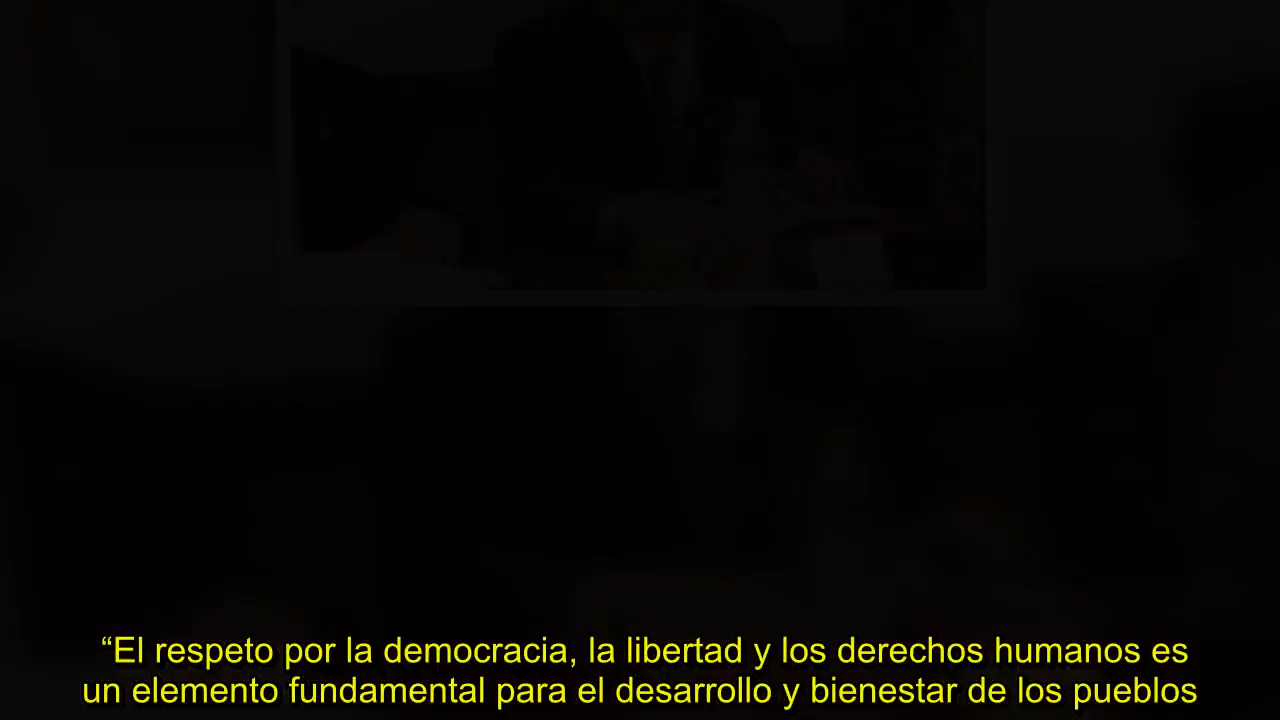 “El respeto por la democracia, la libertad y los derechos humanos es
un elemento fundamental para el desarrollo y bienestar de los pueblos